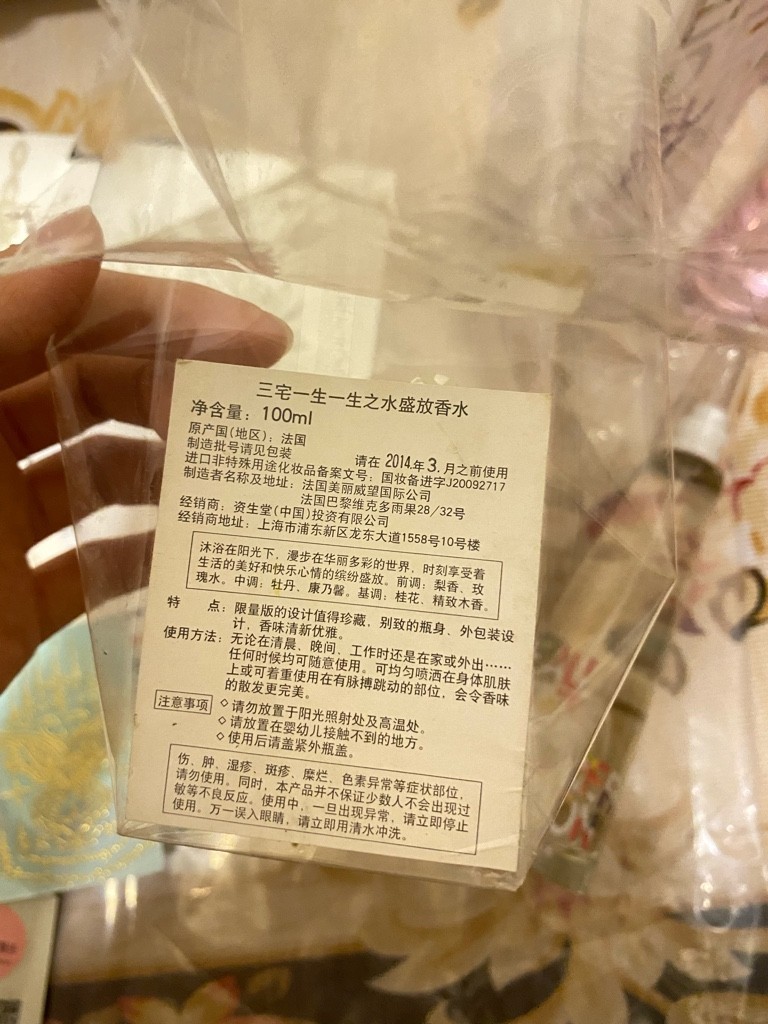 三宅一生一生之水盛放香水
净含量：100ml
原产国(地区)：法国
制造批号请见包装
请在 2014.年 3. 月之前使用
进口非特殊用途化妆品备案文号：国妆备进字J20092717
制造者名称及地址：法国美丽威望国际公司
法国巴黎维克多雨果28/32号
经销商：资生堂(中国)投资有限公司
经销商地址：上海市浦东新区龙东大道1558号10号楼
沐浴在阳光下，漫步在华丽多彩的世界，时刻享受着
生活的美好和快乐心情的缤纷盛放。前调：梨香、玫
瑰水。中调：牡丹、康乃馨。基调：桂花、精致木香。
特 点：限量版的设计值得珍藏，别致的瓶身、外包装设
计，香味清新优雅。
使用方法：无论在清晨、晚间，工作时还是在家或外出……
任何时候均可随意使用。可均匀喷洒在身体肌肤
上或可着重使用在有脉搏跳动的部位，会令香味
的散发更完美。
注意事项
◇请勿放置于阳光照射处及高温处。
◇请放置在婴幼儿接触不到的地方。
◇使用后请盖紧外瓶盖。
伤、肿、湿疹、斑疹、糜烂、色素异常等症状部位，
请勿使用。同时，本产品并不保证少数人不会出现过
敏等不良反应。使用中，一旦出现异常，请立即停止
使用。万一误入眼睛，请立即用清水冲洗。